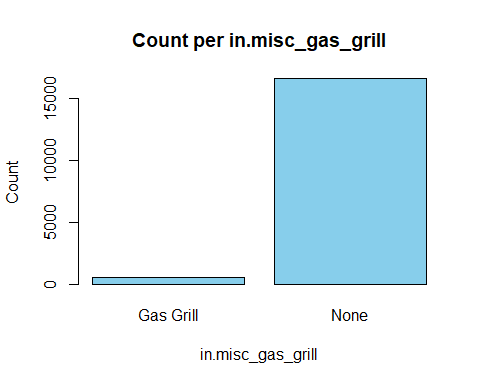 Count per in.misc_gas_grill
Count
15000
10000
5000
0
Gas Grill
None
in.misc_gas_grill